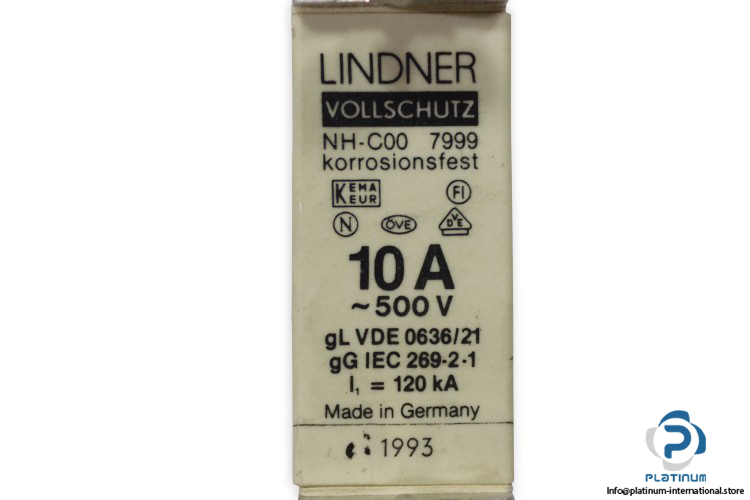 LINDNER
VOLLSCHUTZ
NH-C00 7999
korrosionsfest
KEMA
KEUR
FI
N
ÖVE
VDE
10 A
~500 V
gL VDE 0636/21
gG IEC 269-2-1
I₁ = 120 kA
Made in Germany
1993
PLATINUM
Info@platinum-international.store